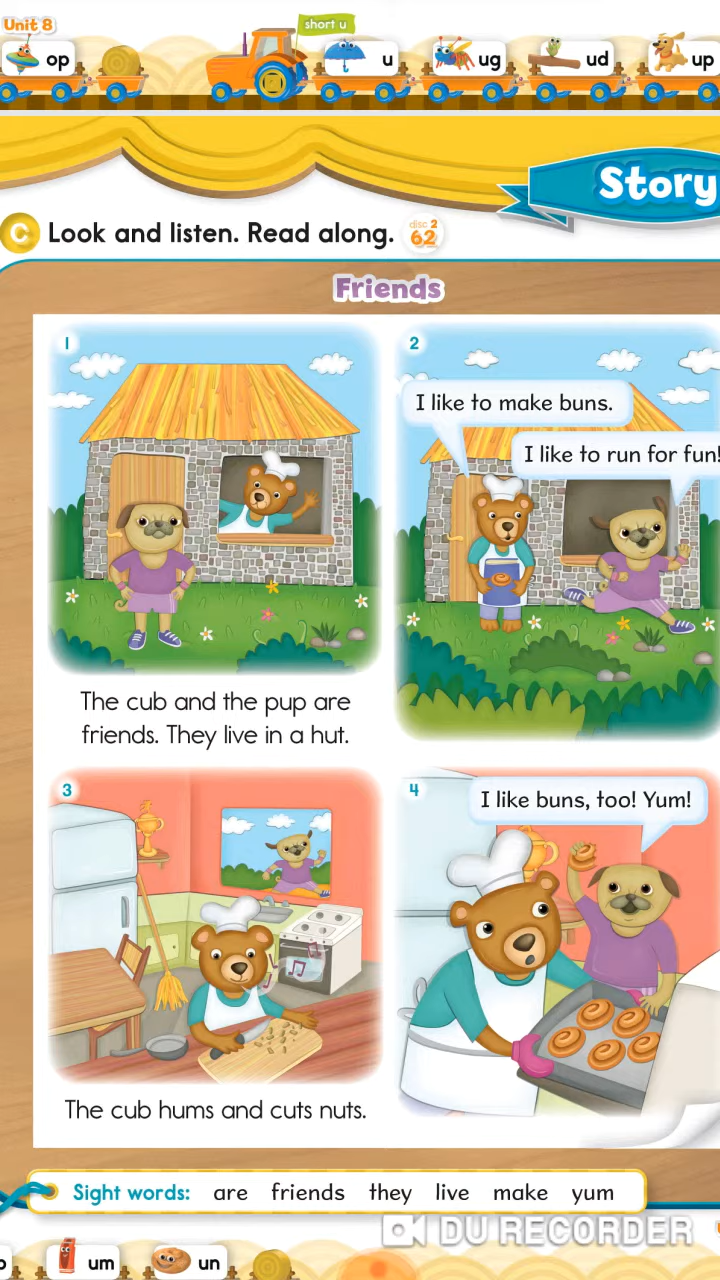 Unit 8
short u
op
u
ug
ud
up
Story
C Look and listen. Read along. disc 2 62
Friends
1
2
I like to make buns.
I like to run for fun!
The cub and the pup are
friends. They live in a hut.
3
4
I like buns, too! Yum!
The cub hums and cuts nuts.
Sight words: are friends they live make yum
DU RECORDER
um
un